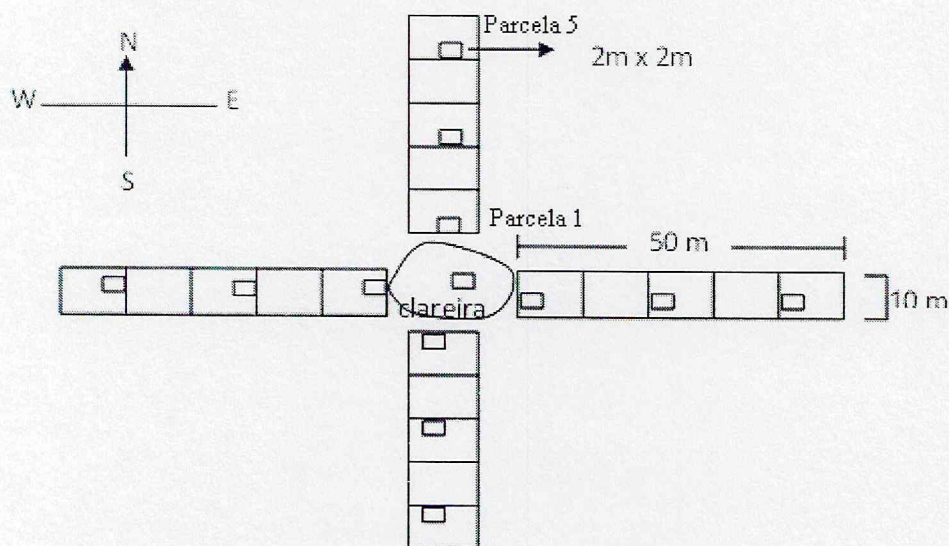 Parcela 5
N
2m x 2m
W E
S
Parcela 1
50 m
clareira
10 m